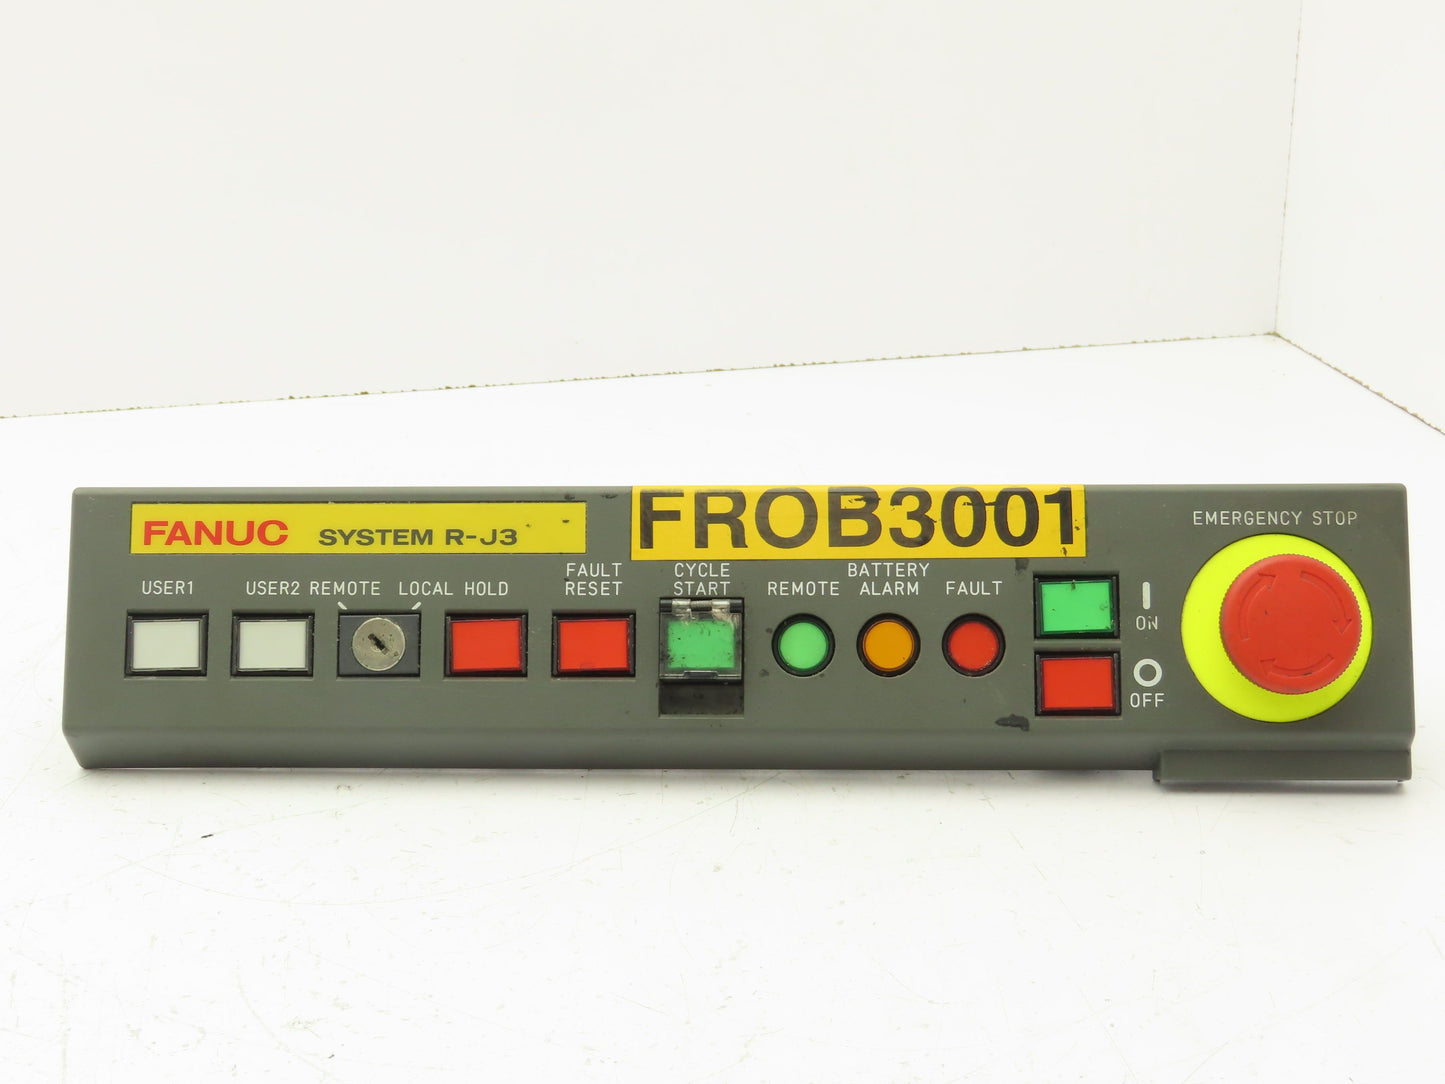 FANUC SYSTEM R-J3
FROB3001
EMERGENCY STOP
USER1
USER2
REMOTE LOCAL
HOLD
FAULT
RESET
CYCLE
START
REMOTE
BATTERY
ALARM
FAULT
ON
OFF